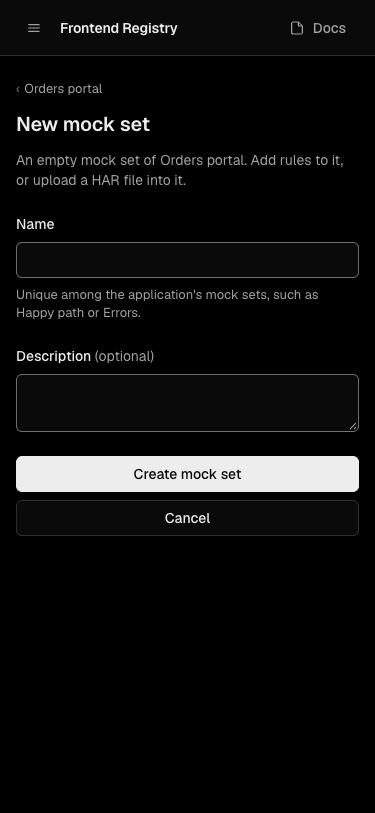 Frontend Registry
Docs
‹ Orders portal
New mock set
An empty mock set of Orders portal. Add rules to it,
or upload a HAR file into it.
Name
Unique among the application's mock sets, such as
Happy path or Errors.
Description (optional)
Create mock set
Cancel